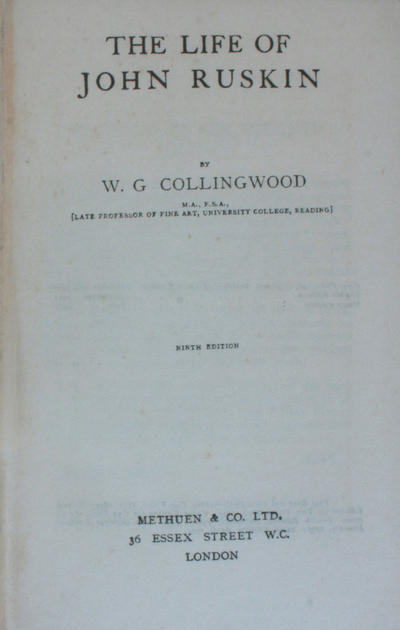 THE LIFE OF
JOHN RUSKIN
BY
W. G COLLINGWOOD
M.A., F.S.A.,
[LATE PROFESSOR OF FINE ART, UNIVERSITY COLLEGE, READING]
NINTH EDITION
METHUEN & CO. LTD.
36 ESSEX STREET W.C.
LONDON